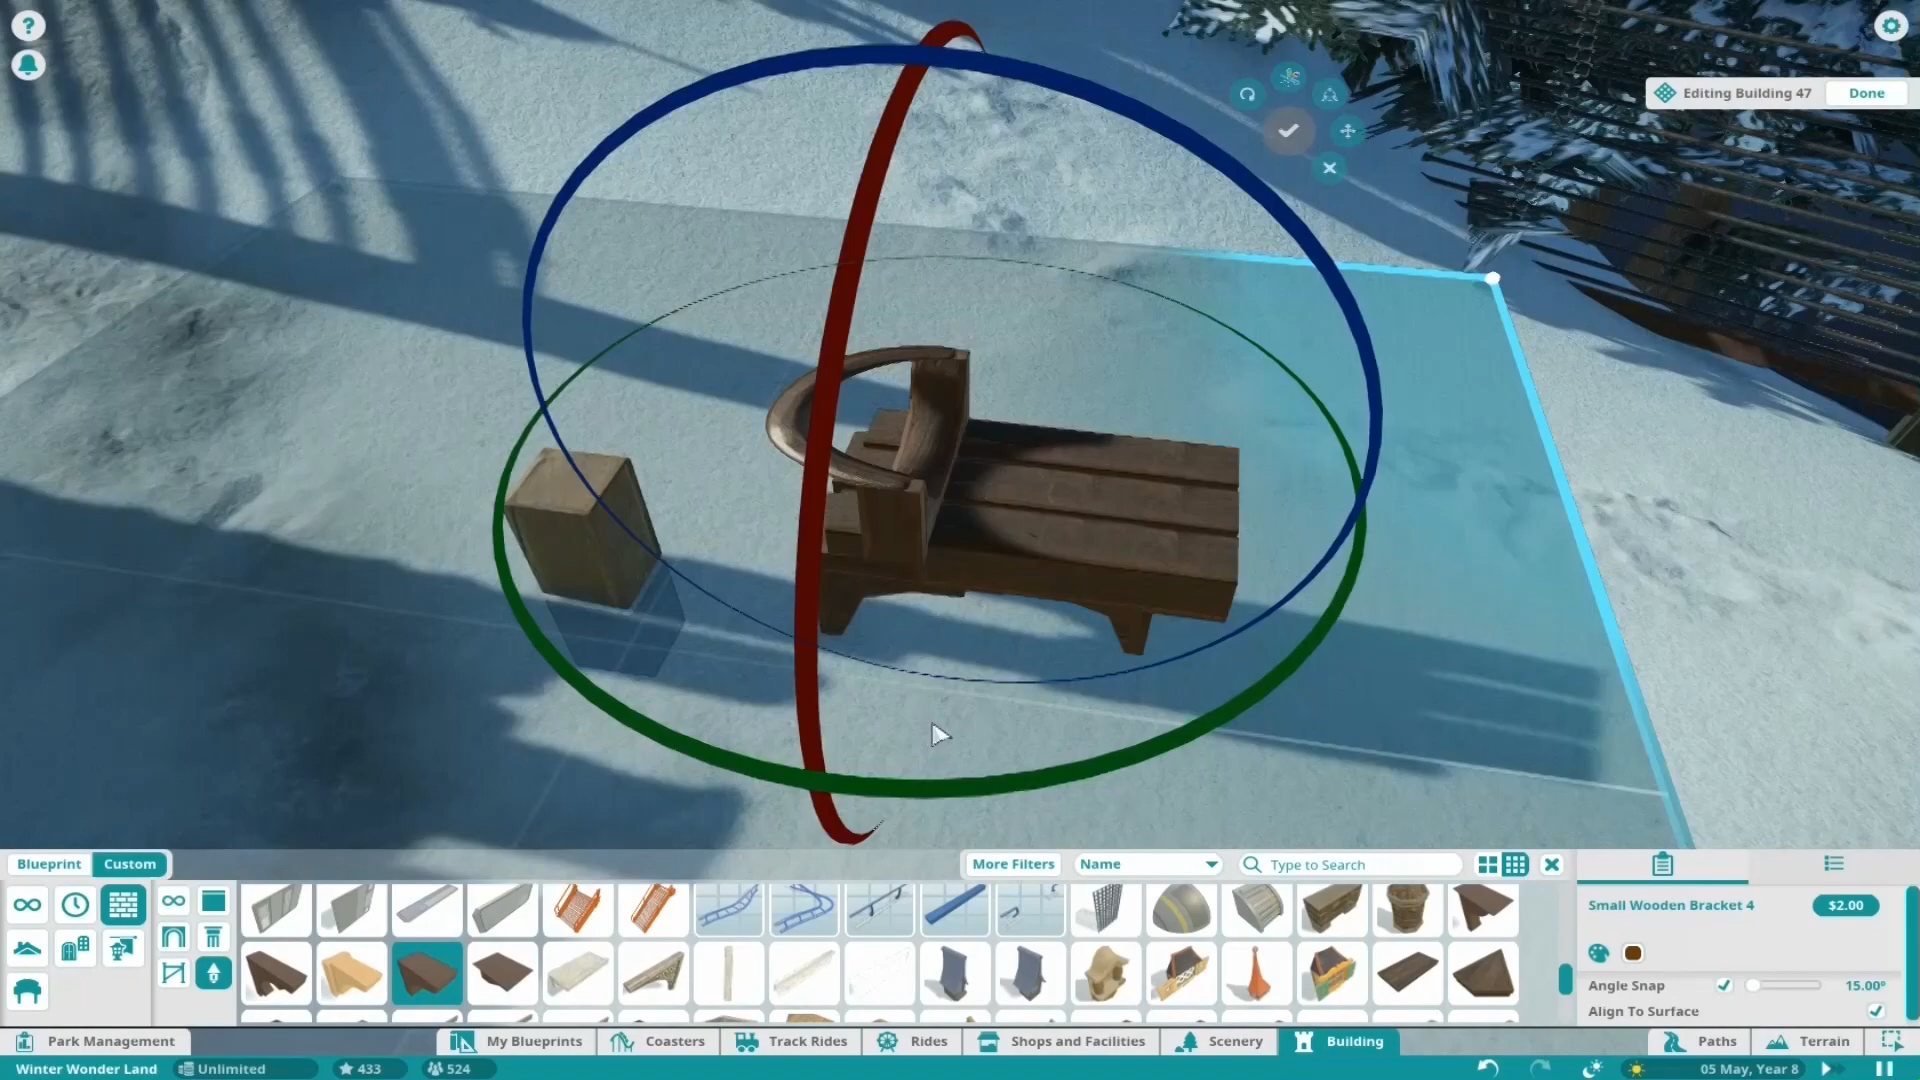 ?
Editing Building 47
Done
Blueprint
Custom
More Filters
Name
Type to Search
Small Wooden Bracket 4
$2.00
Angle Snap
15.00°
Align To Surface
Park Management
My Blueprints
Coasters
Track Rides
Rides
Shops and Facilities
Scenery
Building
Paths
Terrain
Winter Wonder Land
Unlimited
433
524
05 May, Year 8